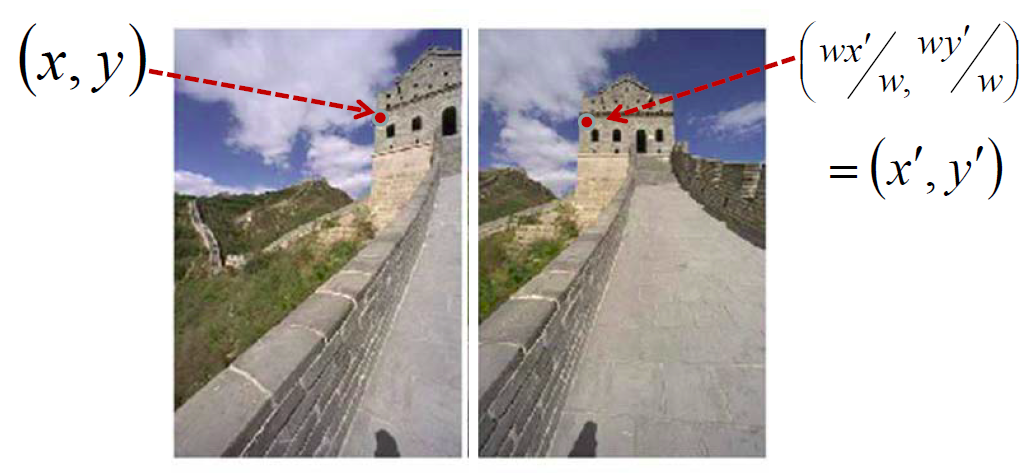 (x, y)
(wx′/w, wy′/w)
= (x′, y′)